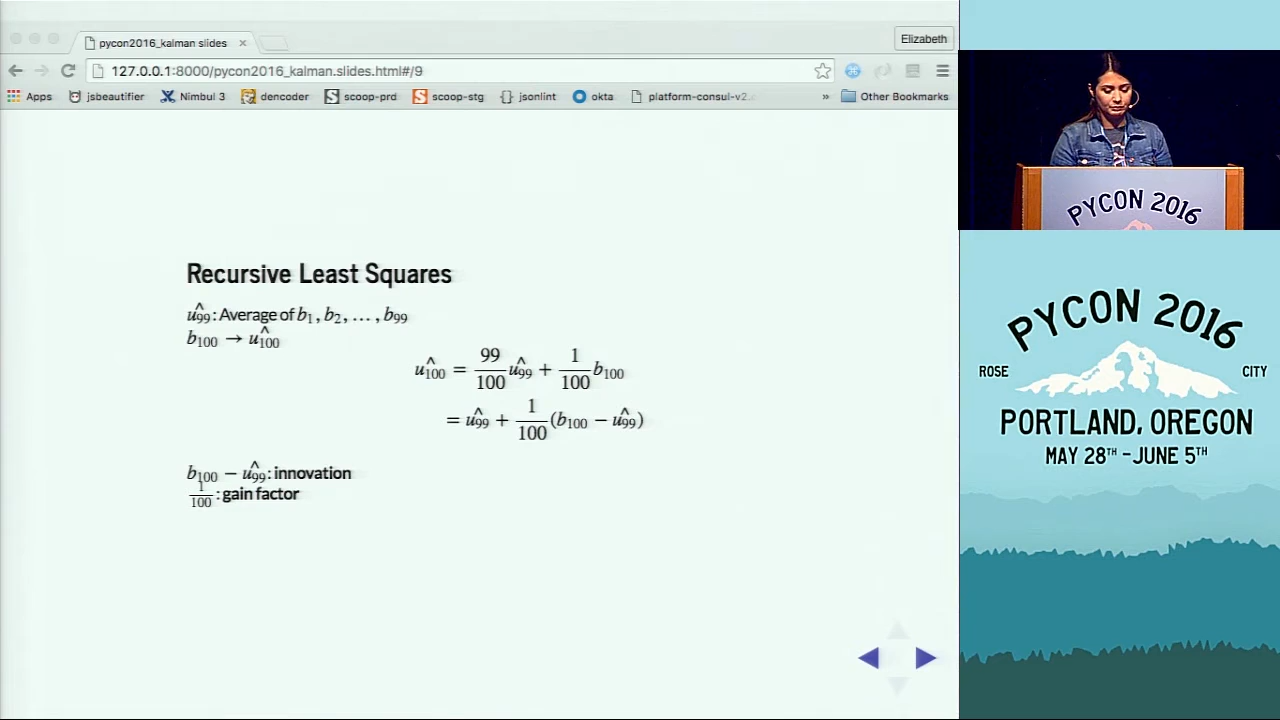 pycon2016_kalman slides
Elizabeth
127.0.0.1:8000/pycon2016_kalman.slides.html#/9
Apps jsbeautifier Nimbul 3 dencoder scoop-prd scoop-stg jsonlint okta platform-consul-v2. » Other Bookmarks
Recursive Least Squares
û99: Average of b1, b2, …, b99
b100 → û100
û100 = 99/100 û99 + 1/100 b100
= û99 + 1/100 (b100 − û99)
b100 − û99: innovation
1/100: gain factor
PYCON 2016
PYCON 2016
ROSE CITY
PORTLAND, OREGON
MAY 28TH - JUNE 5TH